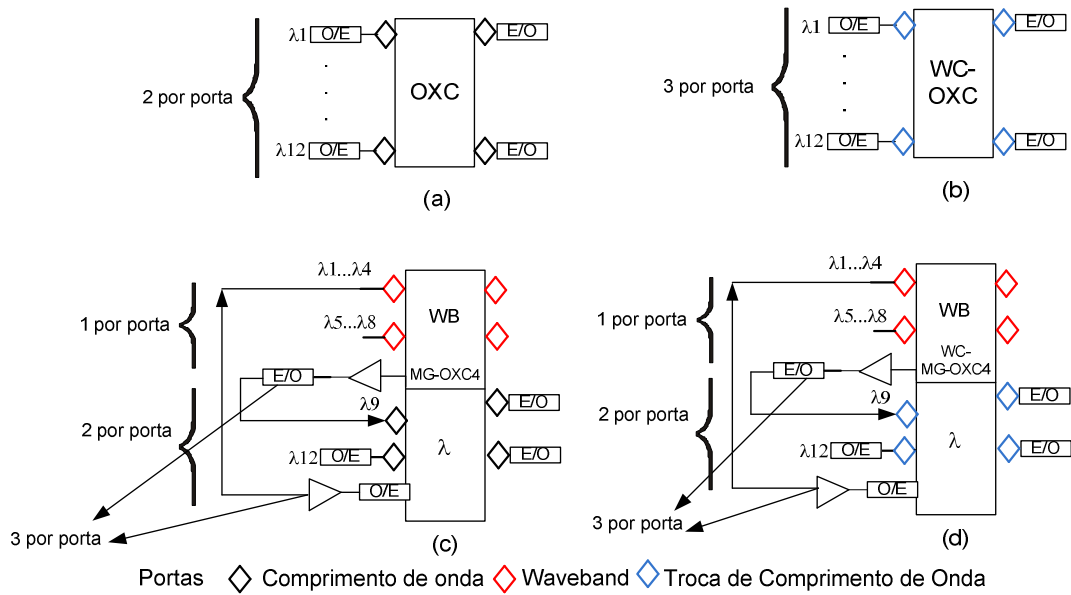 λ1 O/E
E/O
2 por porta
OXC
λ12 O/E
E/O
(a)
λ1 O/E
E/O
3 por porta
WC-
OXC
λ12 O/E
E/O
(b)
λ1...λ4
1 por porta
λ5...λ8
WB
MG-OXC4
E/O
λ9
E/O
2 por porta
λ
λ12 O/E
E/O
O/E
3 por porta
(c)
λ1...λ4
1 por porta
λ5...λ8
WB
WC-
MG-OXC4
E/O
λ9
E/O
2 por porta
λ
λ12 O/E
E/O
O/E
3 por porta
(d)
Portas Comprimento de onda Waveband Troca de Comprimento de Onda